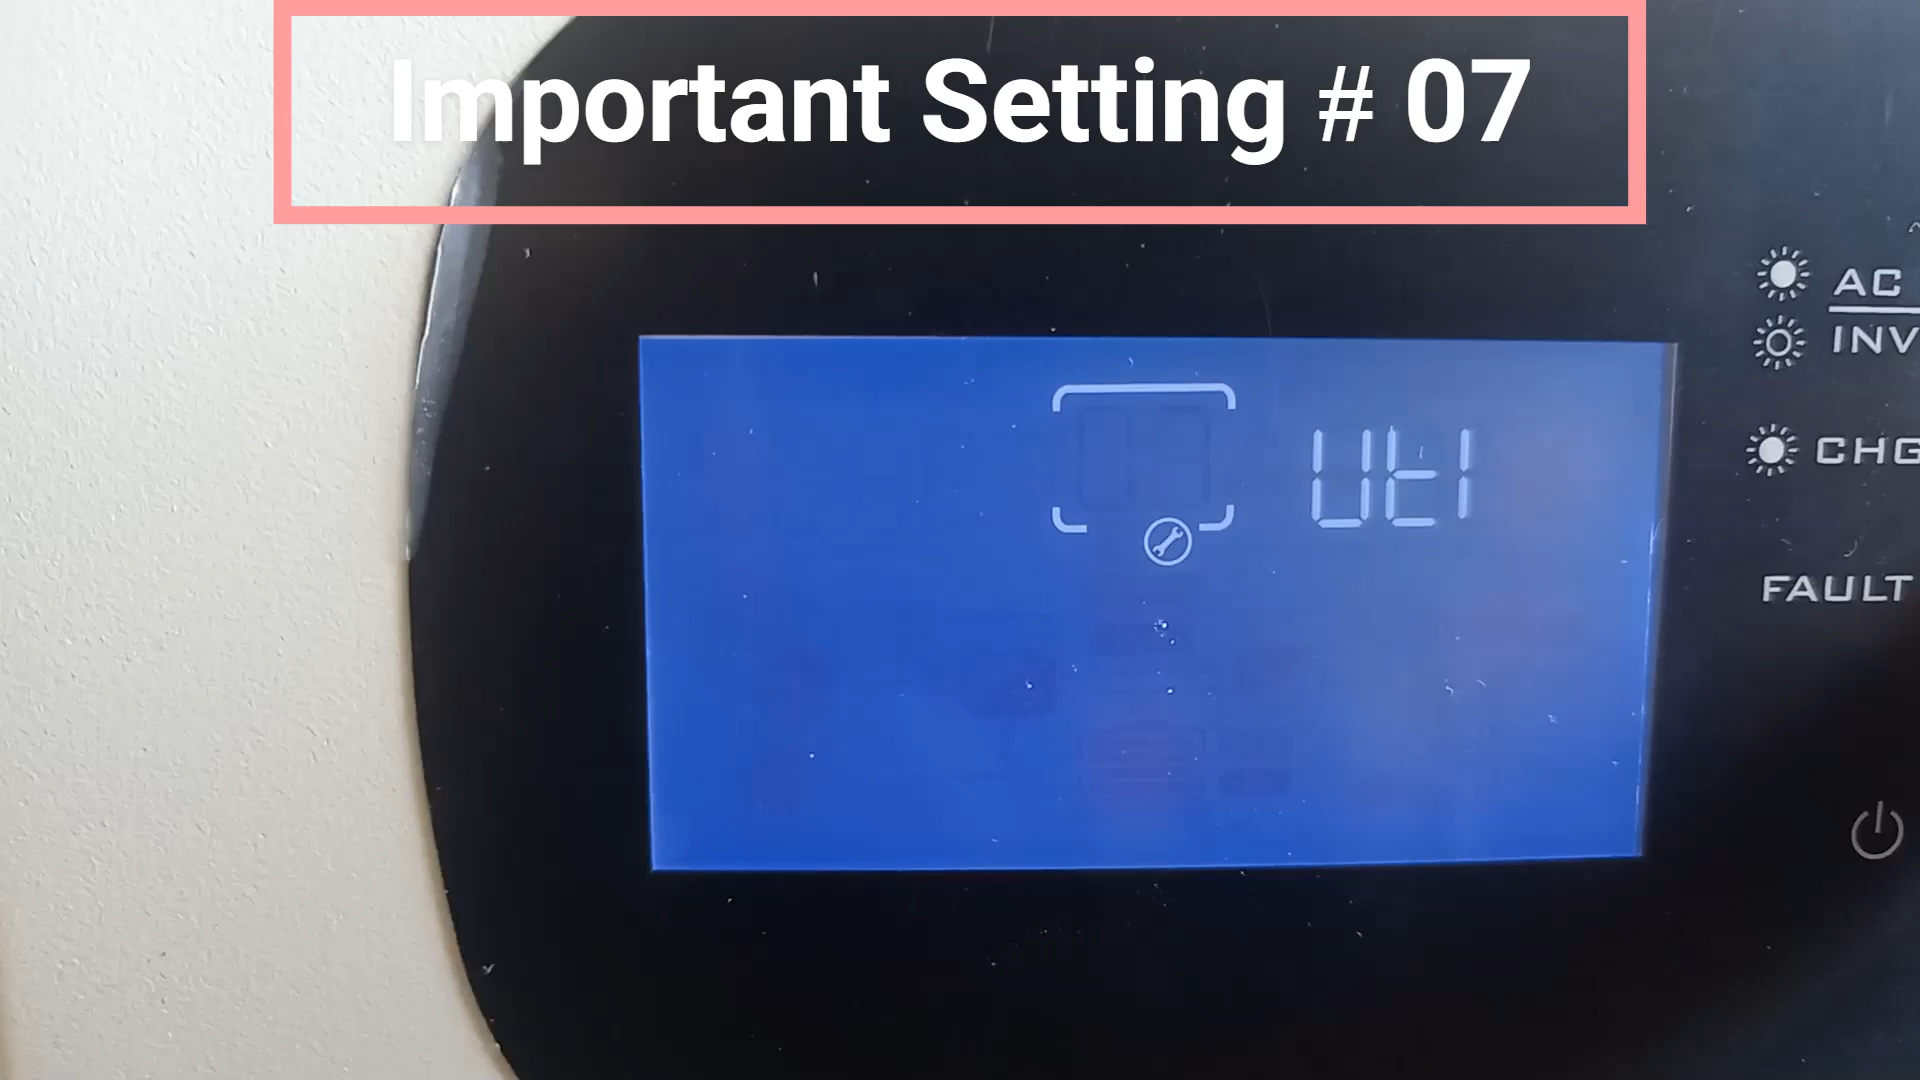 Important Setting # 07
AC
INV
UtI
CHG
FAULT